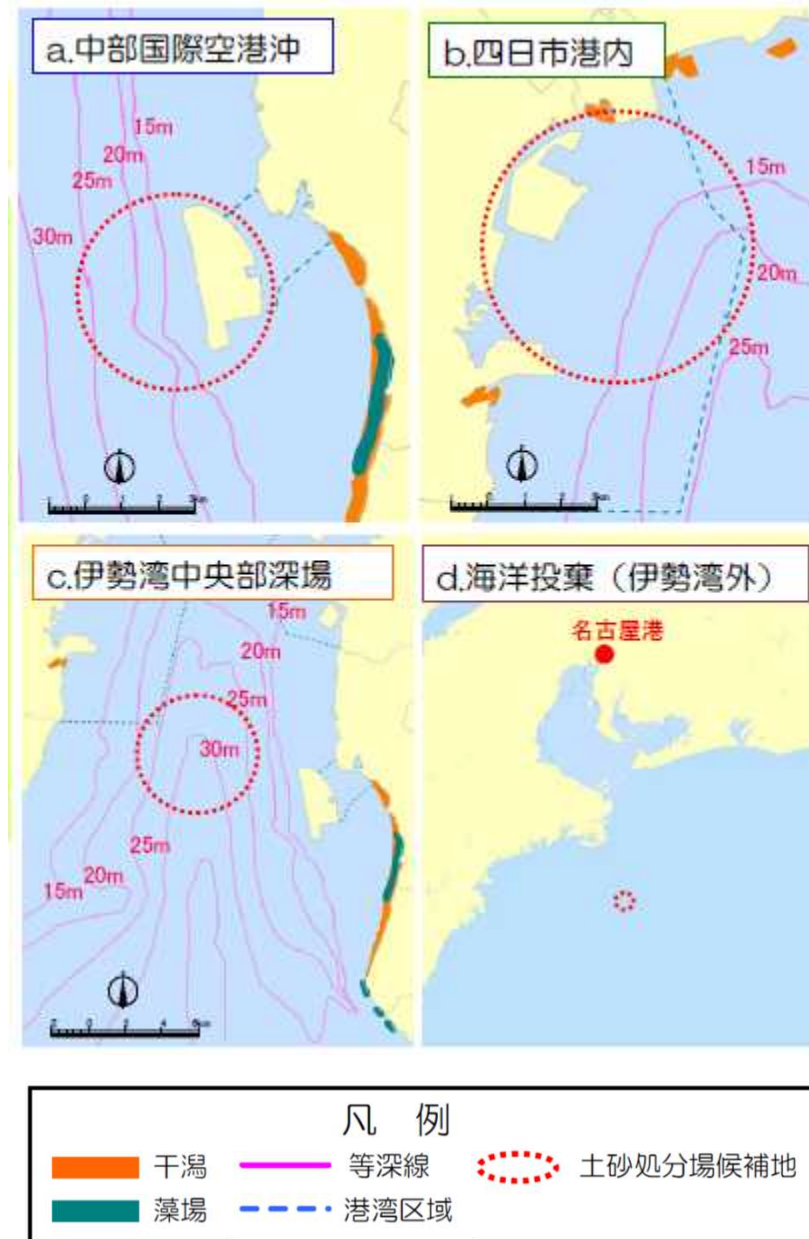 a.中部国際空港沖
15m
20m
25m
30m
b.四日市港内
15m
20m
25m
c.伊勢湾中央部深場
15m
20m
25m
30m
25m
20m
15m
d.海洋投棄（伊勢湾外）
名古屋港
凡 例
干潟 等深線 土砂処分場候補地
藻場 港湾区域